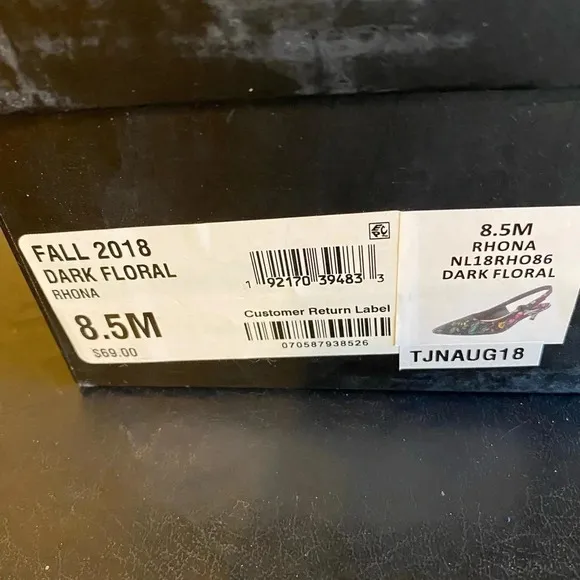 FALL 2018
DARK FLORAL
RHONA
8.5M
$69.00
1 92170 39483 3
Customer Return Label
070587938526
8.5M
RHONA
NL18RHO86
DARK FLORAL
TJNAUG18